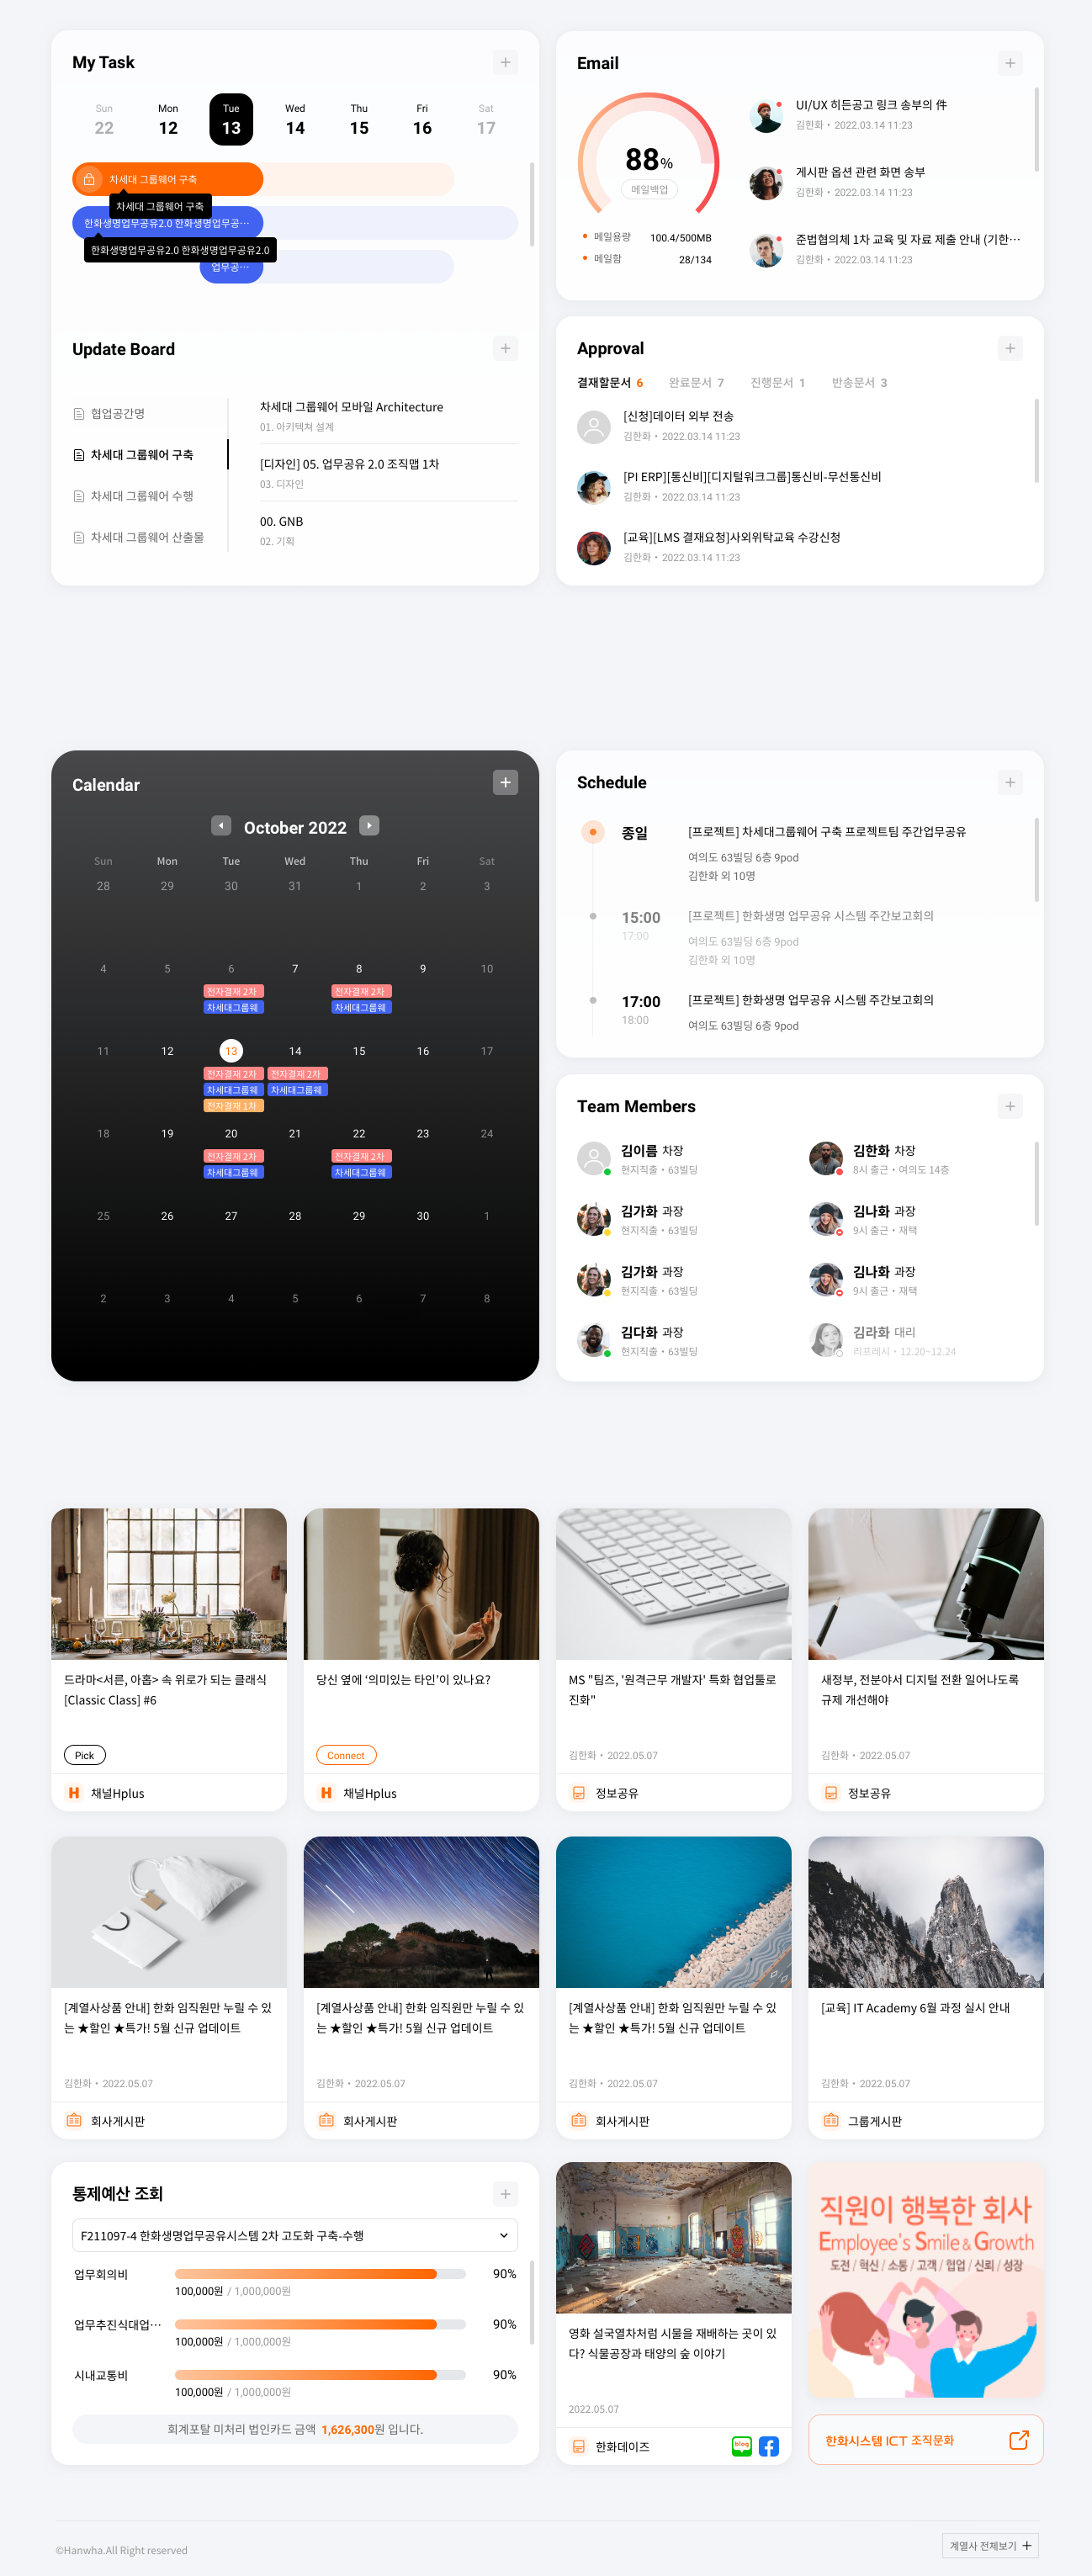 My Task
Sun Mon Tue Wed Thu Fri Sat
22 12 13 14 15 16 17
차세대 그룹웨어 구축
차세대 그룹웨어 구축
한화생명업무공유2.0 한화생명업무공…
한화생명업무공유2.0 한화생명업무공유2.0
업무공…
Update Board
협업공간명
차세대 그룹웨어 구축
차세대 그룹웨어 수행
차세대 그룹웨어 산출물
차세대 그룹웨어 모바일 Architecture
01. 아키텍쳐 설계
[디자인] 05. 업무공유 2.0 조직맵 1차
03. 디자인
00. GNB
02. 기획
Email
88%
메일백업
메일용량 100.4/500MB
메일함 28/134
UI/UX 히든공고 링크 송부의 件
김한화 • 2022.03.14 11:23
게시판 옵션 관련 화면 송부
김한화 • 2022.03.14 11:23
준법협의체 1차 교육 및 자료 제출 안내 (기한…
김한화 • 2022.03.14 11:23
Approval
결재할문서 6 완료문서 7 진행문서 1 반송문서 3
[신청]데이터 외부 전송
김한화 • 2022.03.14 11:23
[PI ERP][통신비][디지털워크그룹]통신비-무선통신비
김한화 • 2022.03.14 11:23
[교육][LMS 결재요청]사외위탁교육 수강신청
김한화 • 2022.03.14 11:23
Calendar
October 2022
Sun Mon Tue Wed Thu Fri Sat
28 29 30 31 1 2 3
4 5 6 7 8 9 10
전자결재 2차 전자결재 2차
차세대그룹웨 차세대그룹웨
11 12 13 14 15 16 17
전자결재 2차 전자결재 2차
차세대그룹웨 차세대그룹웨
전자결재 1차
18 19 20 21 22 23 24
전자결재 2차 전자결재 2차
차세대그룹웨 차세대그룹웨
25 26 27 28 29 30 1
2 3 4 5 6 7 8
Schedule
종일 [프로젝트] 차세대그룹웨어 구축 프로젝트팀 주간업무공유
여의도 63빌딩 6층 9pod
김한화 외 10명
15:00 [프로젝트] 한화생명 업무공유 시스템 주간보고회의
17:00
여의도 63빌딩 6층 9pod
김한화 외 10명
17:00 [프로젝트] 한화생명 업무공유 시스템 주간보고회의
18:00
여의도 63빌딩 6층 9pod
Team Members
김이름 차장
현지직출 • 63빌딩
김한화 차장
8시 출근 • 여의도 14층
김가화 과장
현지직출 • 63빌딩
김나화 과장
9시 출근 • 재택
김가화 과장
현지직출 • 63빌딩
김나화 과장
9시 출근 • 재택
김다화 과장
현지직출 • 63빌딩
김라화 대리
리프레시 • 12.20~12.24
드라마<서른, 아홉> 속 위로가 되는 클래식
[Classic Class] #6
Pick
H 채널Hplus
당신 옆에 ‘의미있는 타인’이 있나요?
Connect
H 채널Hplus
MS "팀즈, '원격근무 개발자' 특화 협업툴로
진화"
김한화 • 2022.05.07
정보공유
새정부, 전분야서 디지털 전환 일어나도록
규제 개선해야
김한화 • 2022.05.07
정보공유
[계열사상품 안내] 한화 임직원만 누릴 수 있
는 ★할인 ★특가! 5월 신규 업데이트
김한화 • 2022.05.07
회사게시판
[계열사상품 안내] 한화 임직원만 누릴 수 있
는 ★할인 ★특가! 5월 신규 업데이트
김한화 • 2022.05.07
회사게시판
[계열사상품 안내] 한화 임직원만 누릴 수 있
는 ★할인 ★특가! 5월 신규 업데이트
김한화 • 2022.05.07
회사게시판
[교육] IT Academy 6월 과정 실시 안내
김한화 • 2022.05.07
그룹게시판
통제예산 조회
F211097-4 한화생명업무공유시스템 2차 고도화 구축-수행
업무회의비 90%
100,000원 / 1,000,000원
업무추진식대업… 90%
100,000원 / 1,000,000원
시내교통비 90%
100,000원 / 1,000,000원
회계포탈 미처리 법인카드 금액 1,626,300원 입니다.
영화 설국열차처럼 식물을 재배하는 곳이 있
다? 식물공장과 태양의 숲 이야기
2022.05.07
한화데이즈
blog
직원이 행복한 회사
Employee's Smile & Growth
도전 / 혁신 / 소통 / 고객 / 협업 / 신뢰 / 성장
한화시스템 ICT 조직문화
©Hanwha.All Right reserved
계열사 전체보기